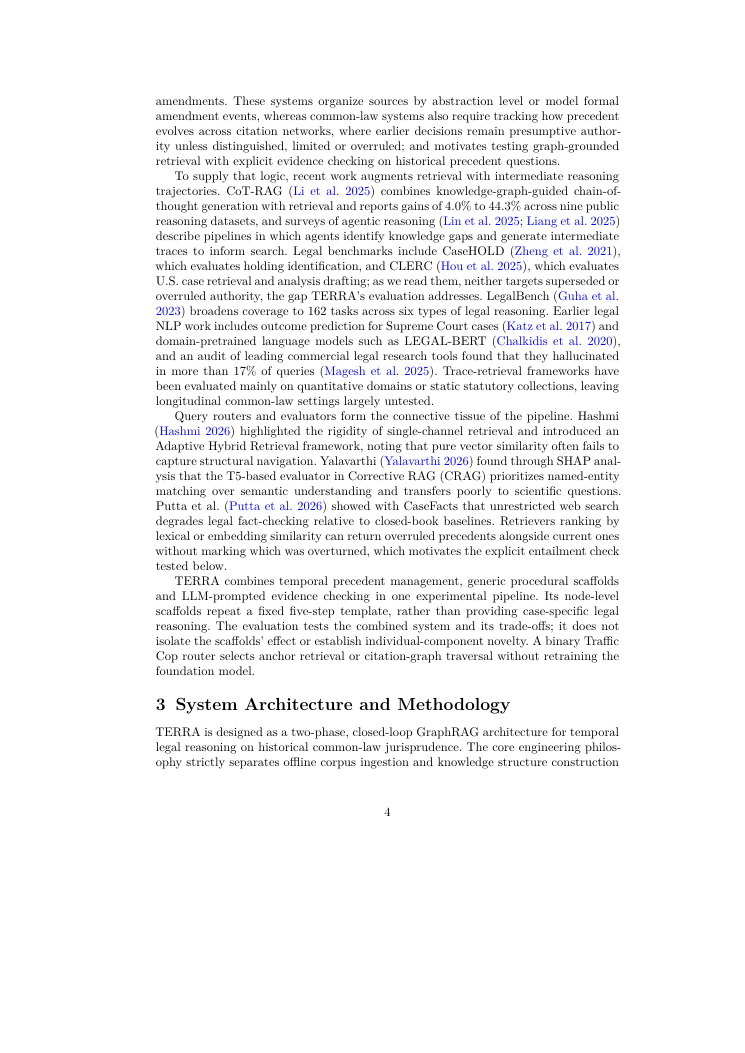 amendments. These systems organize sources by abstraction level or model formal
amendment events, whereas common-law systems also require tracking how precedent
evolves across citation networks, where earlier decisions remain presumptive author-
ity unless distinguished, limited or overruled; and motivates testing graph-grounded
retrieval with explicit evidence checking on historical precedent questions.
To supply that logic, recent work augments retrieval with intermediate reasoning
trajectories. CoT-RAG (Li et al. 2025) combines knowledge-graph-guided chain-of-
thought generation with retrieval and reports gains of 4.0% to 44.3% across nine public
reasoning datasets, and surveys of agentic reasoning (Lin et al. 2025; Liang et al. 2025)
describe pipelines in which agents identify knowledge gaps and generate intermediate
traces to inform search. Legal benchmarks include CaseHOLD (Zheng et al. 2021),
which evaluates holding identification, and CLERC (Hou et al. 2025), which evaluates
U.S. case retrieval and analysis drafting; as we read them, neither targets superseded or
overruled authority, the gap TERRA's evaluation addresses. LegalBench (Guha et al.
2023) broadens coverage to 162 tasks across six types of legal reasoning. Earlier legal
NLP work includes outcome prediction for Supreme Court cases (Katz et al. 2017) and
domain-pretrained language models such as LEGAL-BERT (Chalkidis et al. 2020),
and an audit of leading commercial legal research tools found that they hallucinated
in more than 17% of queries (Magesh et al. 2025). Trace-retrieval frameworks have
been evaluated mainly on quantitative domains or static statutory collections, leaving
longitudinal common-law settings largely untested.
Query routers and evaluators form the connective tissue of the pipeline. Hashmi
(Hashmi 2026) highlighted the rigidity of single-channel retrieval and introduced an
Adaptive Hybrid Retrieval framework, noting that pure vector similarity often fails to
capture structural navigation. Yalavarthi (Yalavarthi 2026) found through SHAP anal-
ysis that the T5-based evaluator in Corrective RAG (CRAG) prioritizes named-entity
matching over semantic understanding and transfers poorly to scientific questions.
Putta et al. (Putta et al. 2026) showed with CaseFacts that unrestricted web search
degrades legal fact-checking relative to closed-book baselines. Retrievers ranking by
lexical or embedding similarity can return overruled precedents alongside current ones
without marking which was overturned, which motivates the explicit entailment check
tested below.
TERRA combines temporal precedent management, generic procedural scaffolds
and LLM-prompted evidence checking in one experimental pipeline. Its node-level
scaffolds repeat a fixed five-step template, rather than providing case-specific legal
reasoning. The evaluation tests the combined system and its trade-offs; it does not
isolate the scaffolds' effect or establish individual-component novelty. A binary Traffic
Cop router selects anchor retrieval or citation-graph traversal without retraining the
foundation model.
3 System Architecture and Methodology
TERRA is designed as a two-phase, closed-loop GraphRAG architecture for temporal
legal reasoning on historical common-law jurisprudence. The core engineering philos-
ophy strictly separates offline corpus ingestion and knowledge structure construction
4